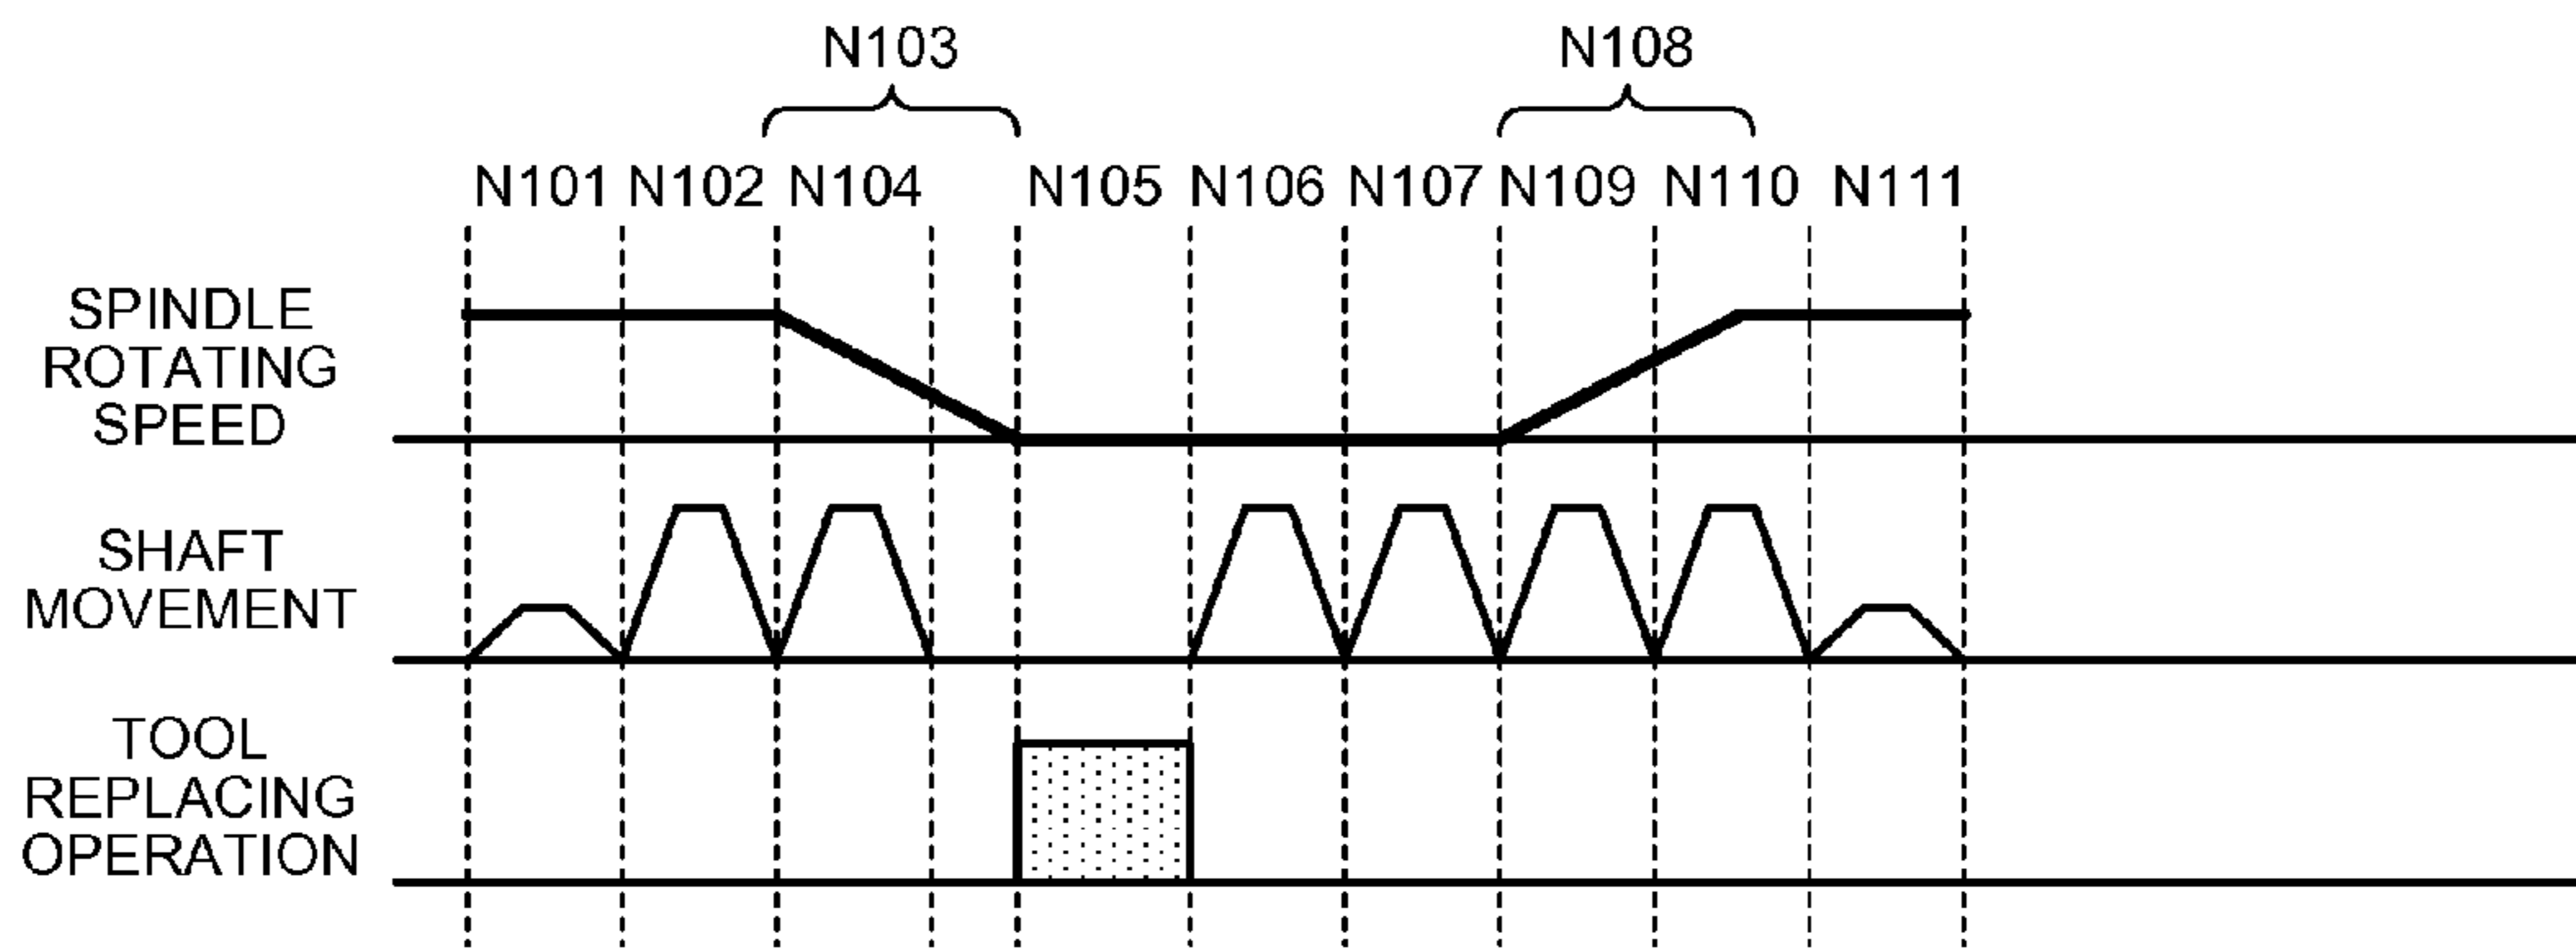 N103 N108
N101 N102 N104 N105 N106 N107 N109 N110 N111
SPINDLE
ROTATING
SPEED
SHAFT
MOVEMENT
TOOL
REPLACING
OPERATION